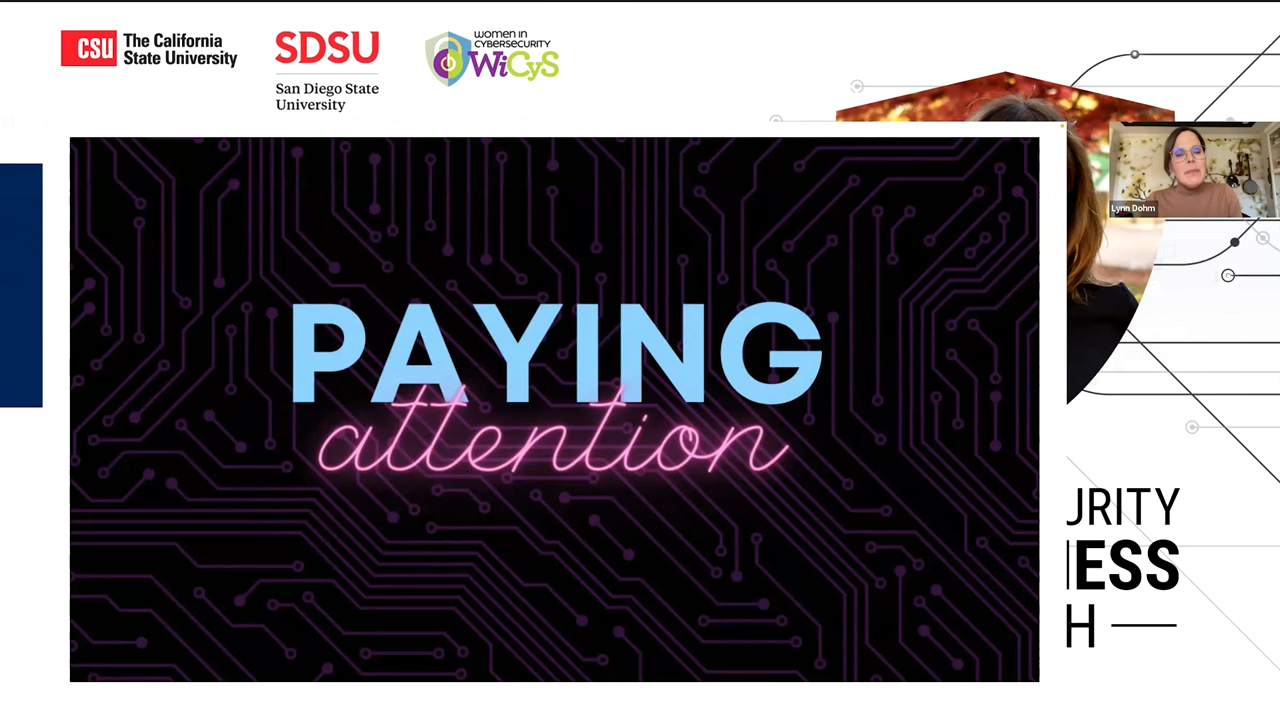 CSU The California
State University
SDSU
San Diego State
University
women in
CYBERSECURITY
WiCyS
Lynn Dohm
PAYING
attention
URITY
ESS
H